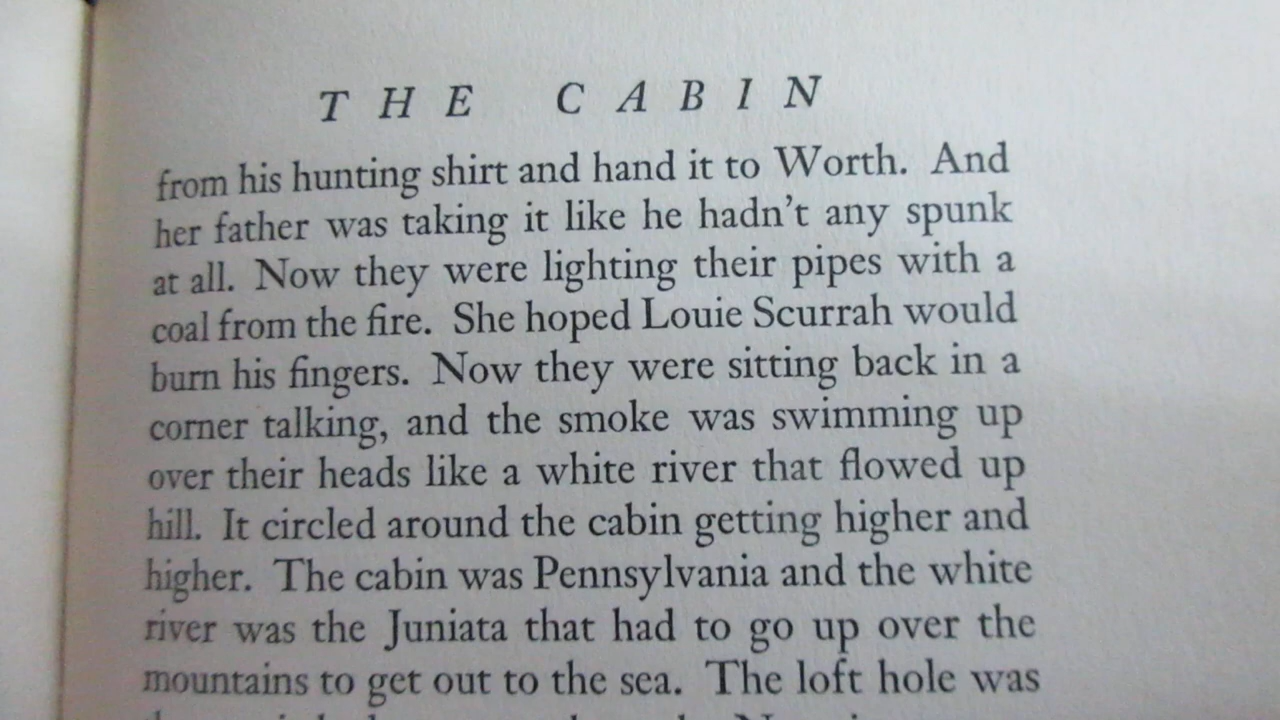 THE CABIN
from his hunting shirt and hand it to Worth. And
her father was taking it like he hadn't any spunk
at all. Now they were lighting their pipes with a
coal from the fire. She hoped Louie Scurrah would
burn his fingers. Now they were sitting back in a
corner talking, and the smoke was swimming up
over their heads like a white river that flowed up
hill. It circled around the cabin getting higher and
higher. The cabin was Pennsylvania and the white
river was the Juniata that had to go up over the
mountains to get out to the sea. The loft hole was